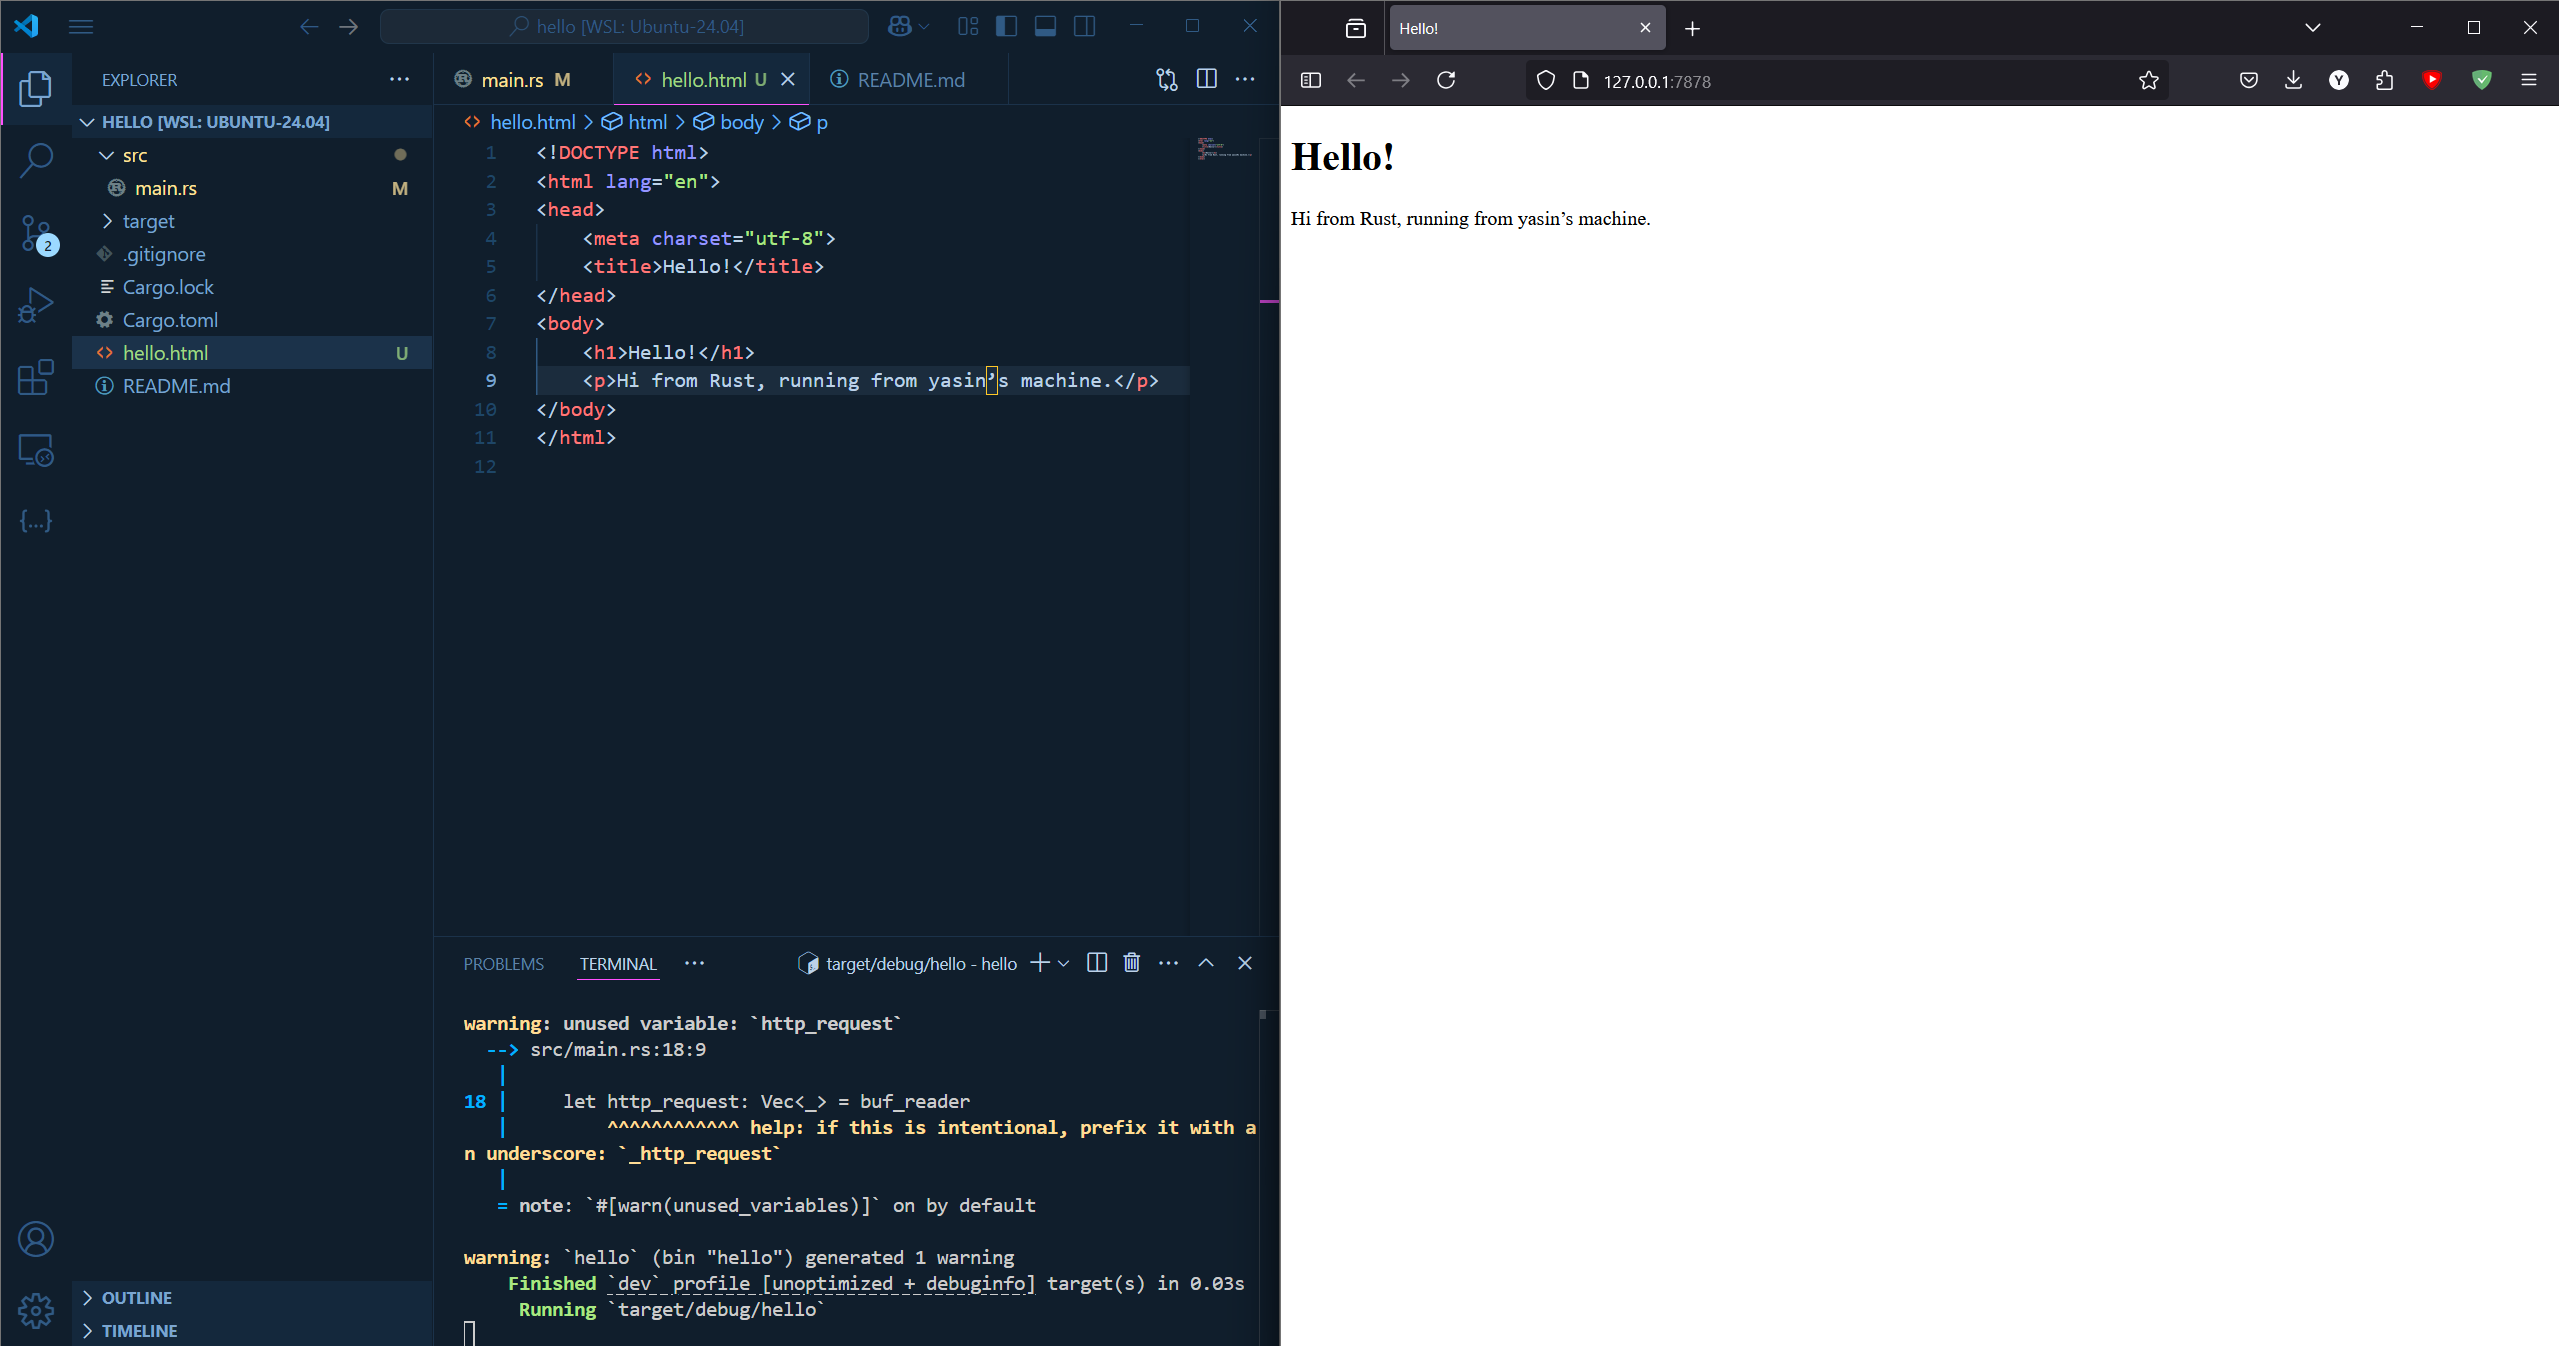 hello [WSL: Ubuntu-24.04]
EXPLORER
HELLO [WSL: UBUNTU-24.04]
src
main.rs M
target
.gitignore
Cargo.lock
Cargo.toml
hello.html U
README.md
2
{...}
OUTLINE
TIMELINE
main.rs M
hello.html U
README.md
hello.html > html > body > p
1 <!DOCTYPE html>
2 <html lang="en">
3 <head>
4 <meta charset="utf-8">
5 <title>Hello!</title>
6 </head>
7 <body>
8 <h1>Hello!</h1>
9 <p>Hi from Rust, running from yasin’s machine.</p>
10 </body>
11 </html>
12
PROBLEMS TERMINAL target/debug/hello - hello
warning: unused variable: `http_request`
--> src/main.rs:18:9
|
18 | let http_request: Vec<_> = buf_reader
| ^^^^^^^^^^^^ help: if this is intentional, prefix it with a
n underscore: `_http_request`
|
= note: `#[warn(unused_variables)]` on by default
warning: `hello` (bin "hello") generated 1 warning
Finished `dev` profile [unoptimized + debuginfo] target(s) in 0.03s
Running `target/debug/hello`
Hello!
127.0.0.1:7878
Y
Hello!
Hi from Rust, running from yasin’s machine.